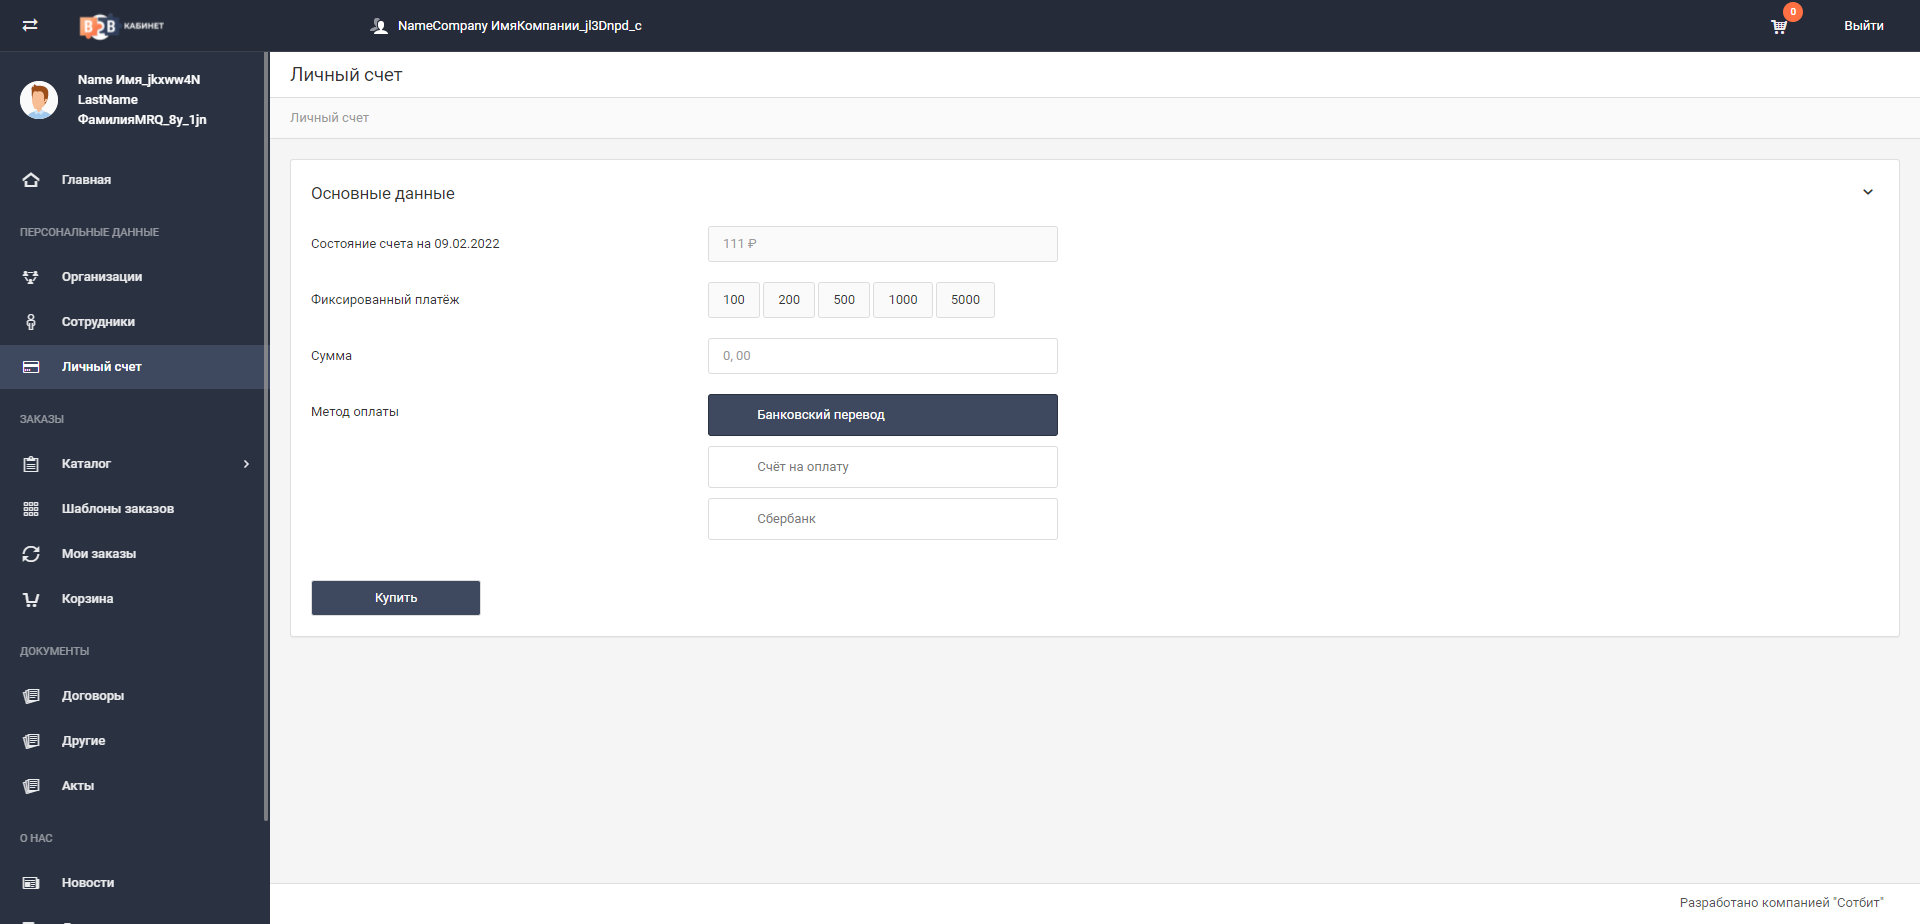 B2B КАБИНЕТ
NameCompany ИмяКомпании_jl3Dnpd_c
0
Выйти
Name Имя_jkxww4N
LastName
ФамилияMRQ_8y_1jn
Главная
ПЕРСОНАЛЬНЫЕ ДАННЫЕ
Организации
Сотрудники
Личный счет
ЗАКАЗЫ
Каталог
Шаблоны заказов
Мои заказы
Корзина
ДОКУМЕНТЫ
Договоры
Другие
Акты
О НАС
Новости
Личный счет
Личный счет
Основные данные
Состояние счета на 09.02.2022
111 ₽
Фиксированный платёж
100 200 500 1000 5000
Сумма
0, 00
Метод оплаты
Банковский перевод
Счёт на оплату
Сбербанк
Купить
Разработано компанией "Сотбит"